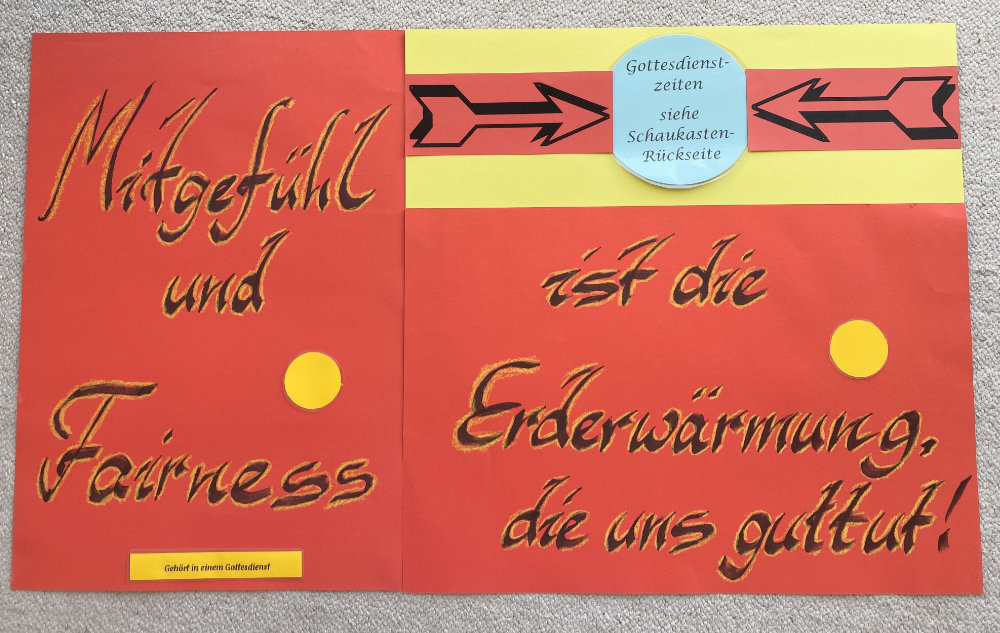 Mitgefühl
und
Fairness
Gehört in einem Gottesdienst
Gottesdienst-
zeiten
siehe
Schaukasten-
Rückseite
ist die
Erderwärmung,
die uns guttut!